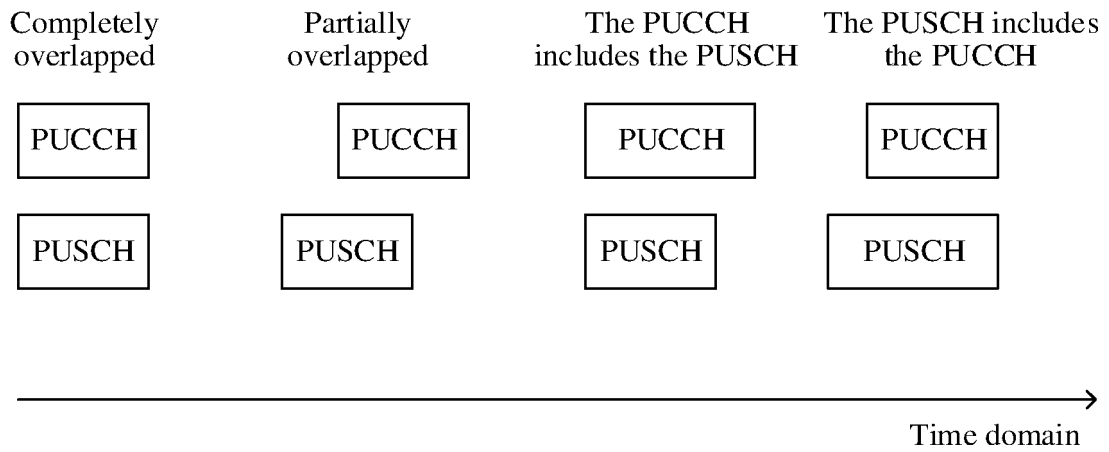 Completely
overlapped
Partially
overlapped
The PUCCH
includes the PUSCH
The PUSCH includes
the PUCCH
PUCCH
PUCCH
PUCCH
PUCCH
PUSCH
PUSCH
PUSCH
PUSCH
Time domain